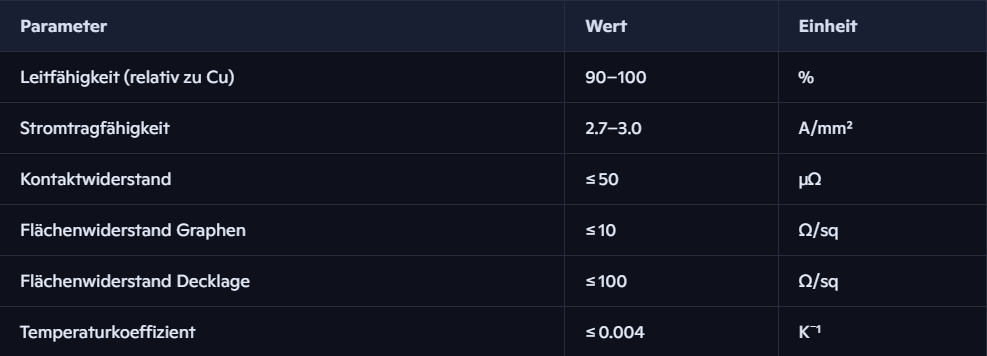 Parameter Wert Einheit
Leitfähigkeit (relativ zu Cu) 90–100 %
Stromtragfähigkeit 2.7–3.0 A/mm²
Kontaktwiderstand ≤ 50 µΩ
Flächenwiderstand Graphen ≤ 10 Ω/sq
Flächenwiderstand Decklage ≤ 100 Ω/sq
Temperaturkoeffizient ≤ 0.004 K⁻¹